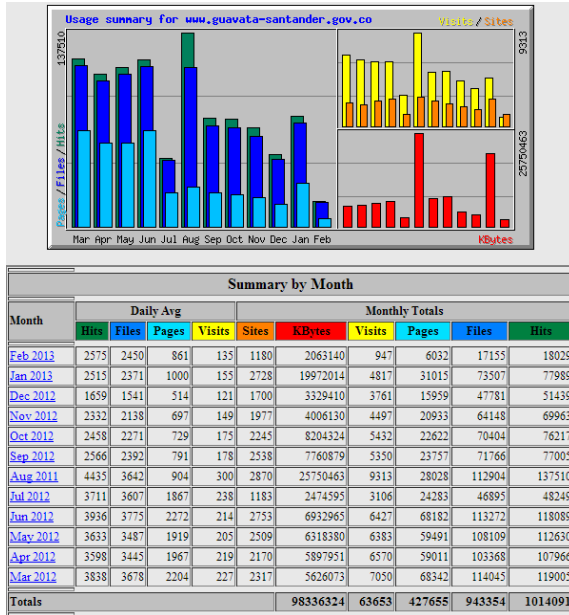 Usage summary for www.guavata-santander.gov.co
Visits / Sites
137510
9313
25750463
Pages / Files / Hits
Mar Apr May Jun Jul Aug Sep Oct Nov Dec Jan Feb
KBytes
Summary by Month
Month Daily Avg Monthly Totals
Hits Files Pages Visits Sites KBytes Visits Pages Files Hits
Feb 2013 2575 2450 861 135 1180 2063140 947 6032 17155 18029
Jan 2013 2515 2371 1000 155 2728 19972014 4817 31015 73507 77989
Dec 2012 1659 1541 514 121 1700 3329410 3761 15959 47781 51439
Nov 2012 2332 2138 697 149 1977 4006130 4497 20933 64148 69963
Oct 2012 2458 2271 729 175 2245 8204324 5432 22622 70404 76217
Sep 2012 2566 2392 791 178 2538 7760879 5350 23757 71766 77005
Aug 2011 4435 3642 904 300 2870 25750463 9313 28028 112904 137510
Jul 2012 3711 3607 1867 238 1183 2474595 3106 24283 46895 48249
Jun 2012 3936 3775 2272 214 2753 6932965 6427 68182 113272 118089
May 2012 3633 3487 1919 205 2509 6318380 6383 59491 108109 112630
Apr 2012 3598 3445 1967 219 2170 5897951 6570 59011 103368 107966
Mar 2012 3838 3678 2204 227 2317 5626073 7050 68342 114045 119005
Totals 98336324 63653 427655 943354 1014091